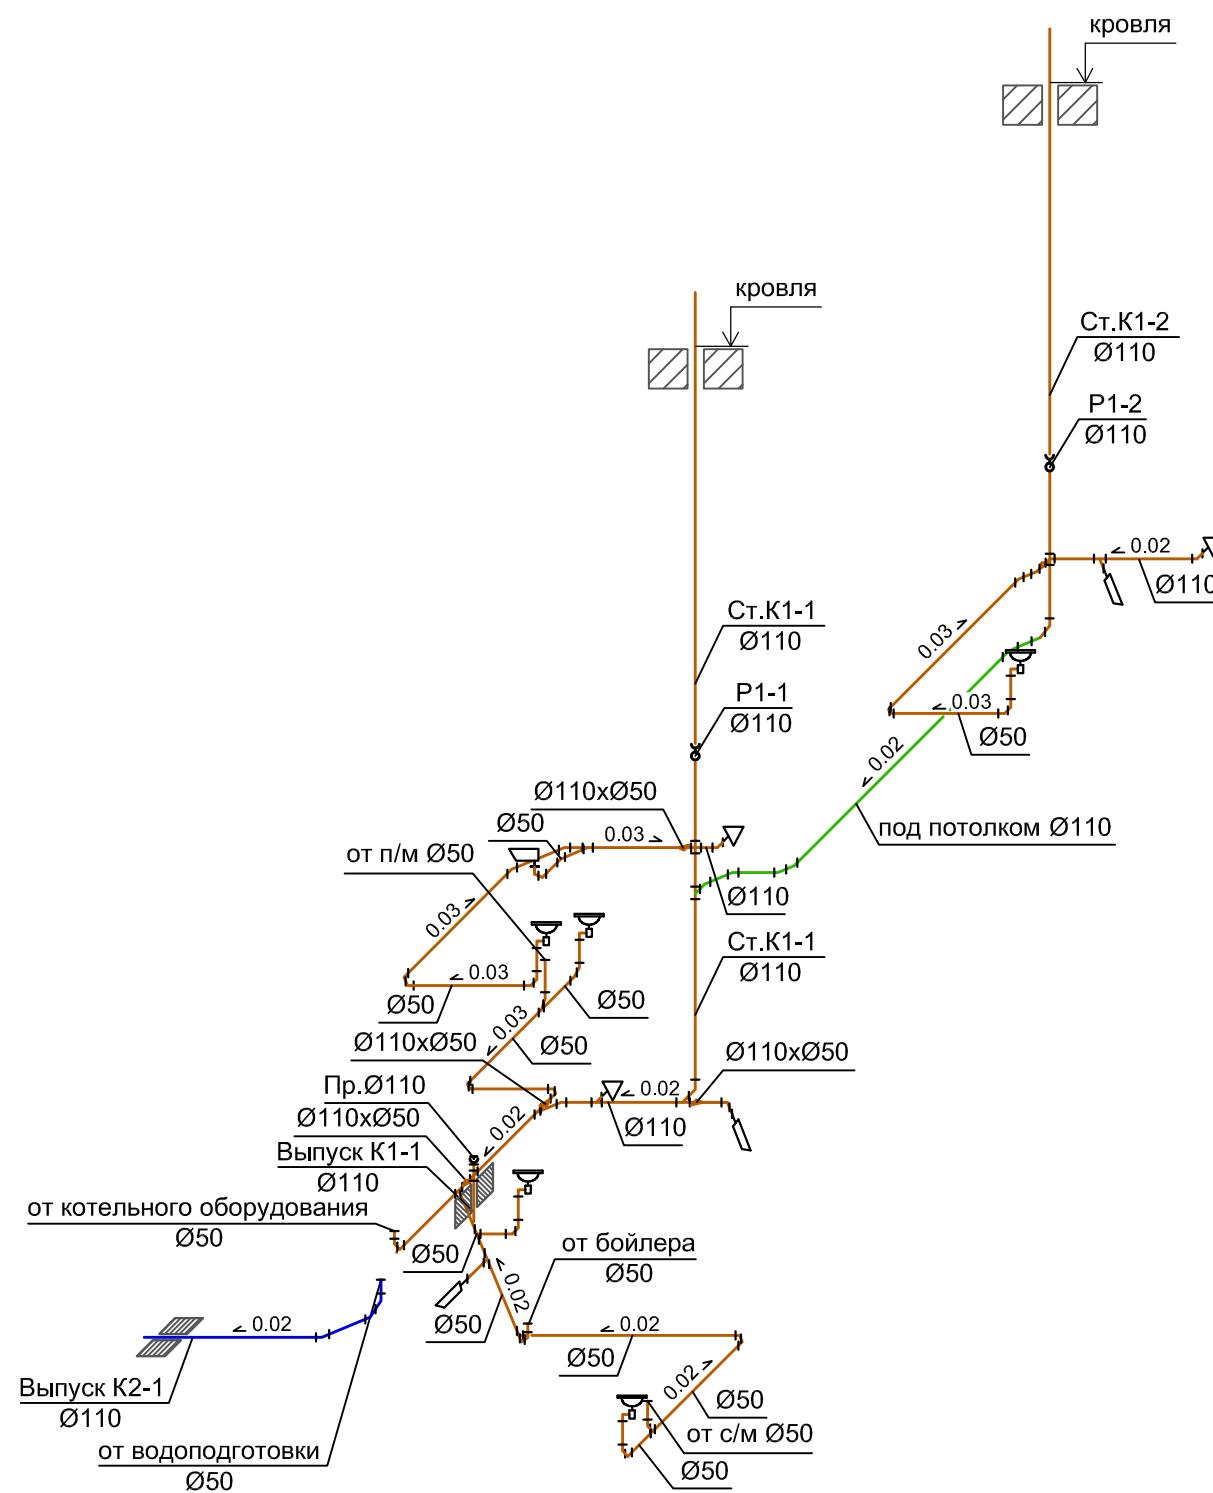 кровля
кровля
Ст.К1-2
Ø110
Р1-2
Ø110
0.02
Ø110
Ст.К1-1
Ø110
0.03
Р1-1
Ø110
0.03
Ø50
0.02
Ø110xØ50
Ø50
0.03
под потолком Ø110
от п/м Ø50
Ø110
0.03
Ст.К1-1
Ø110
0.03
Ø50
Ø50
0.03
Ø110xØ50
Ø50
Ø110xØ50
Пр.Ø110
0.02
Ø110xØ50
0.02
Ø110
Выпуск К1-1
Ø110
от котельного оборудования
Ø50
Ø50
от бойлера
Ø50
0.02
0.02
Ø50
0.02
Ø50
Выпуск К2-1
Ø110
0.02
Ø50
от с/м Ø50
от водоподготовки
Ø50
Ø50